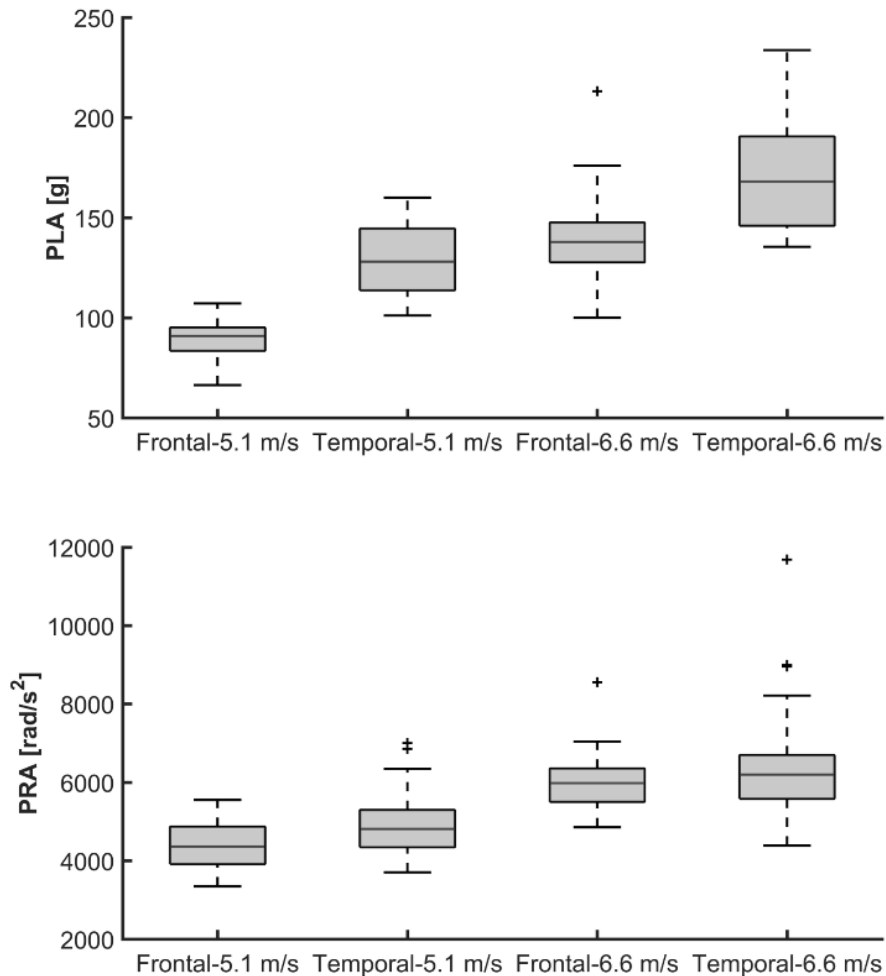 250
200
150
100
50
PLA [g]
Frontal-5.1 m/s Temporal-5.1 m/s Frontal-6.6 m/s Temporal-6.6 m/s
12000
10000
8000
6000
4000
2000
PRA [rad/s²]
Frontal-5.1 m/s Temporal-5.1 m/s Frontal-6.6 m/s Temporal-6.6 m/s